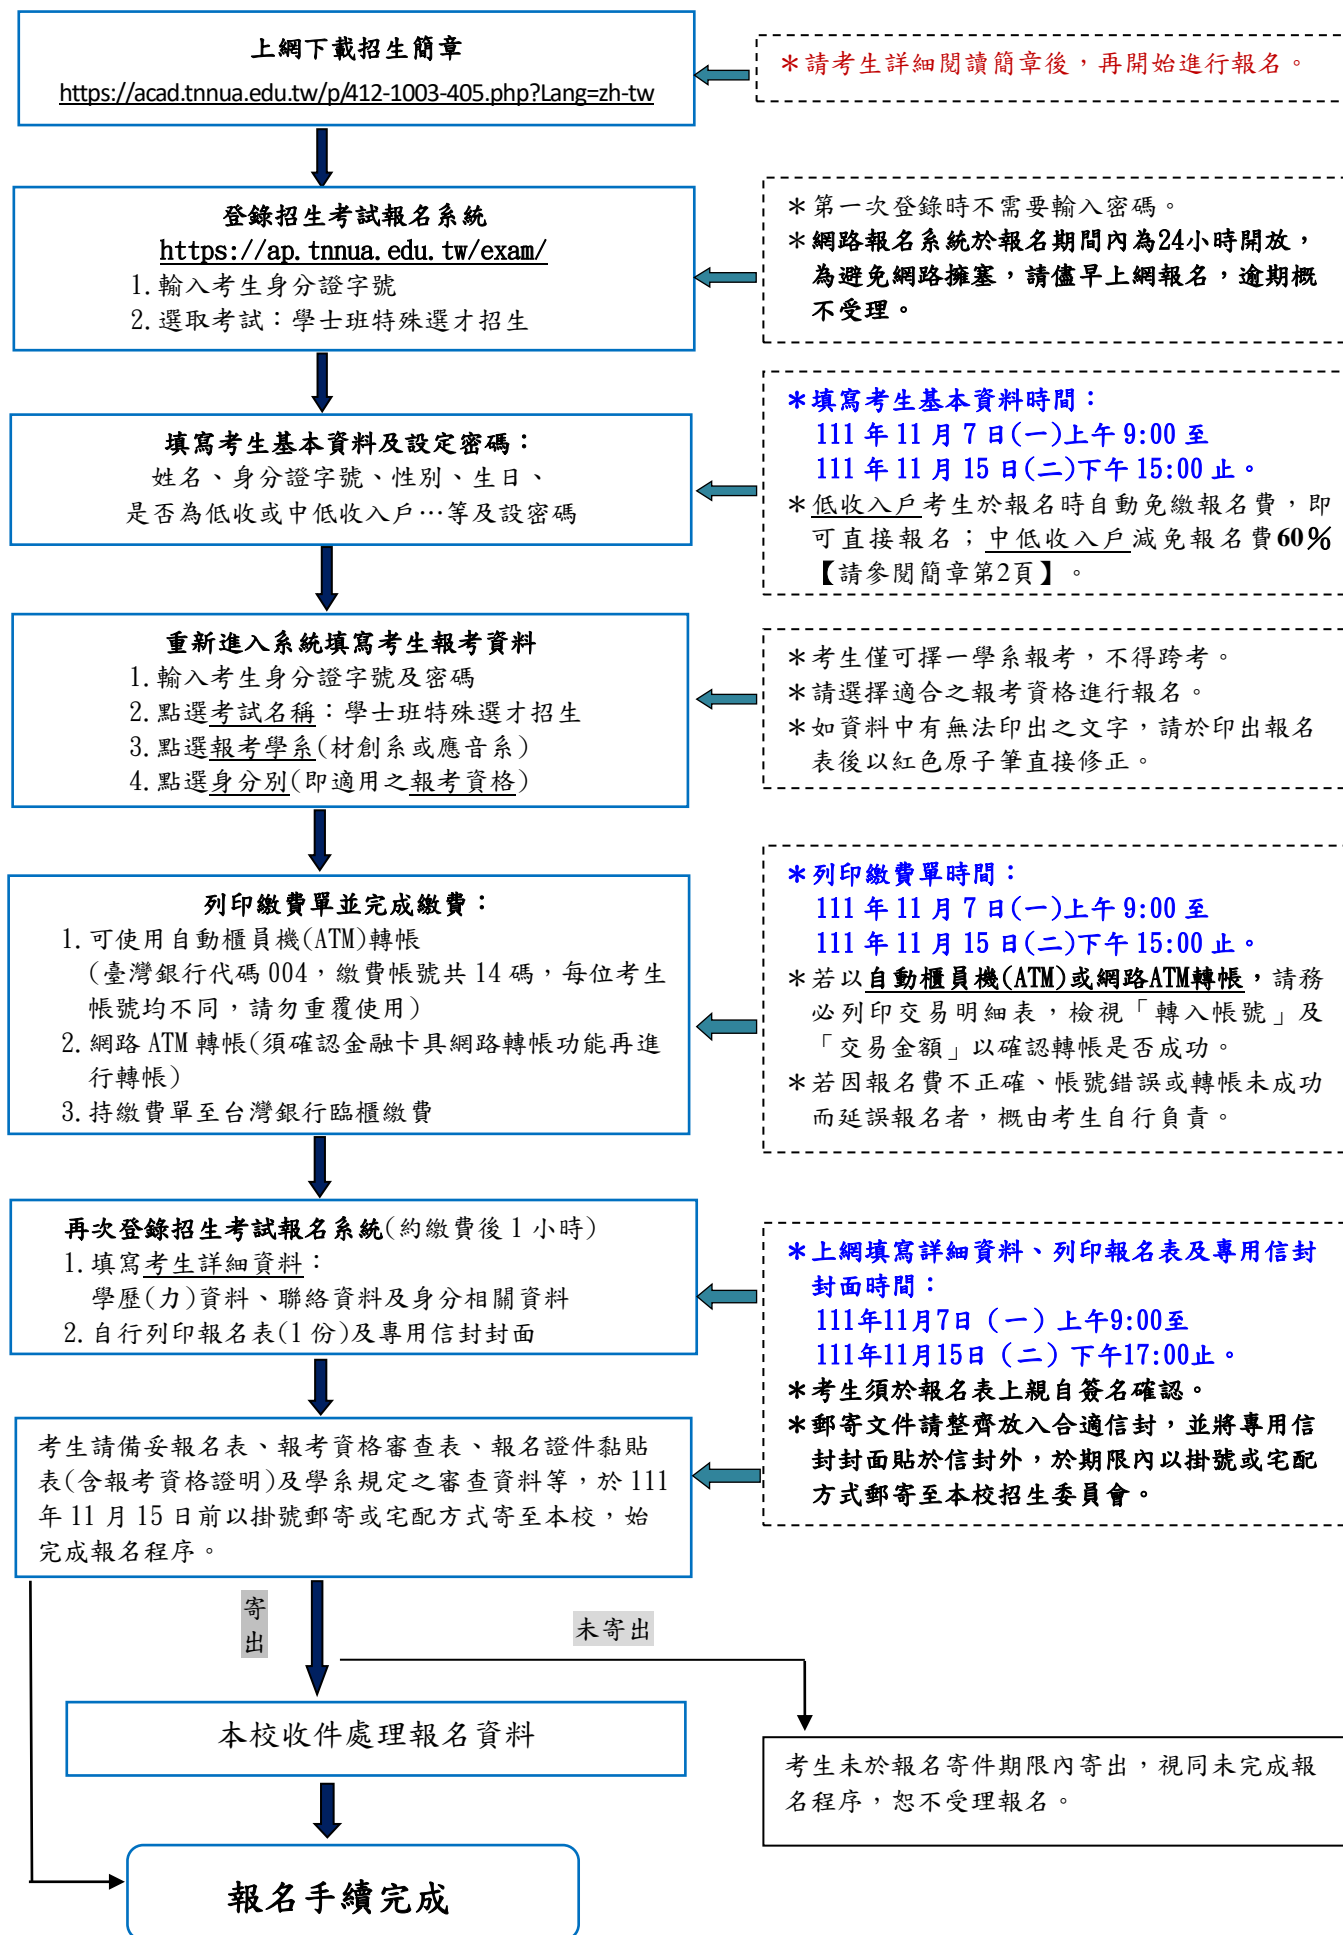 上網下載招生簡章
https://acad.tnnua.edu.tw/p/412-1003-405.php?Lang=zh-tw
＊請考生詳細閱讀簡章後，再開始進行報名。
登錄招生考試報名系統
https://ap.tnnua.edu.tw/exam/
1.輸入考生身分證字號
2.選取考試：學士班特殊選才招生
＊第一次登錄時不需要輸入密碼。
＊網路報名系統於報名期間內為24小時開放，
為避免網路擁塞，請儘早上網報名，逾期概
不受理。
填寫考生基本資料及設定密碼：
姓名、身分證字號、性別、生日、
是否為低收或中低收入戶…等及設密碼
＊填寫考生基本資料時間：
111 年 11 月 7 日(一)上午 9:00 至
111 年 11 月 15 日(二)下午 15:00 止。
＊低收入戶考生於報名時自動免繳報名費，即
可直接報名；中低收入戶減免報名費60%
【請參閱簡章第2頁】。
重新進入系統填寫考生報考資料
1.輸入考生身分證字號及密碼
2.點選考試名稱：學士班特殊選才招生
3.點選報考學系(材創系或應音系)
4.點選身分別(即適用之報考資格)
＊考生僅可擇一學系報考，不得跨考。
＊請選擇適合之報考資格進行報名。
＊如資料中有無法印出之文字，請於印出報名
表後以紅色原子筆直接修正。
列印繳費單並完成繳費：
1.可使用自動櫃員機(ATM)轉帳
(臺灣銀行代碼 004，繳費帳號共 14 碼，每位考生
帳號均不同，請勿重覆使用)
2.網路 ATM 轉帳(須確認金融卡具網路轉帳功能再進
行轉帳)
3.持繳費單至台灣銀行臨櫃繳費
＊列印繳費單時間：
111 年 11 月 7 日(一)上午 9:00 至
111 年 11 月 15 日(二)下午 15:00 止。
＊若以自動櫃員機(ATM)或網路ATM轉帳，請務
必列印交易明細表，檢視「轉入帳號」及
「交易金額」以確認轉帳是否成功。
＊若因報名費不正確、帳號錯誤或轉帳未成功
而延誤報名者，概由考生自行負責。
再次登錄招生考試報名系統(約繳費後 1 小時)
1.填寫考生詳細資料：
學歷(力)資料、聯絡資料及身分相關資料
2.自行列印報名表(1 份)及專用信封封面
＊上網填寫詳細資料、列印報名表及專用信封
封面時間：
111年11月7日（一）上午9:00至
111年11月15日（二）下午17:00止。
＊考生須於報名表上親自簽名確認。
＊郵寄文件請整齊放入合適信封，並將專用信
封封面貼於信封外，於期限內以掛號或宅配
方式郵寄至本校招生委員會。
考生請備妥報名表、報考資格審查表、報名證件黏貼
表(含報考資格證明)及學系規定之審查資料等，於 111
年 11 月 15 日前以掛號郵寄或宅配方式寄至本校，始
完成報名程序。
寄
出
未寄出
本校收件處理報名資料
考生未於報名寄件期限內寄出，視同未完成報
名程序，恕不受理報名。
報名手續完成